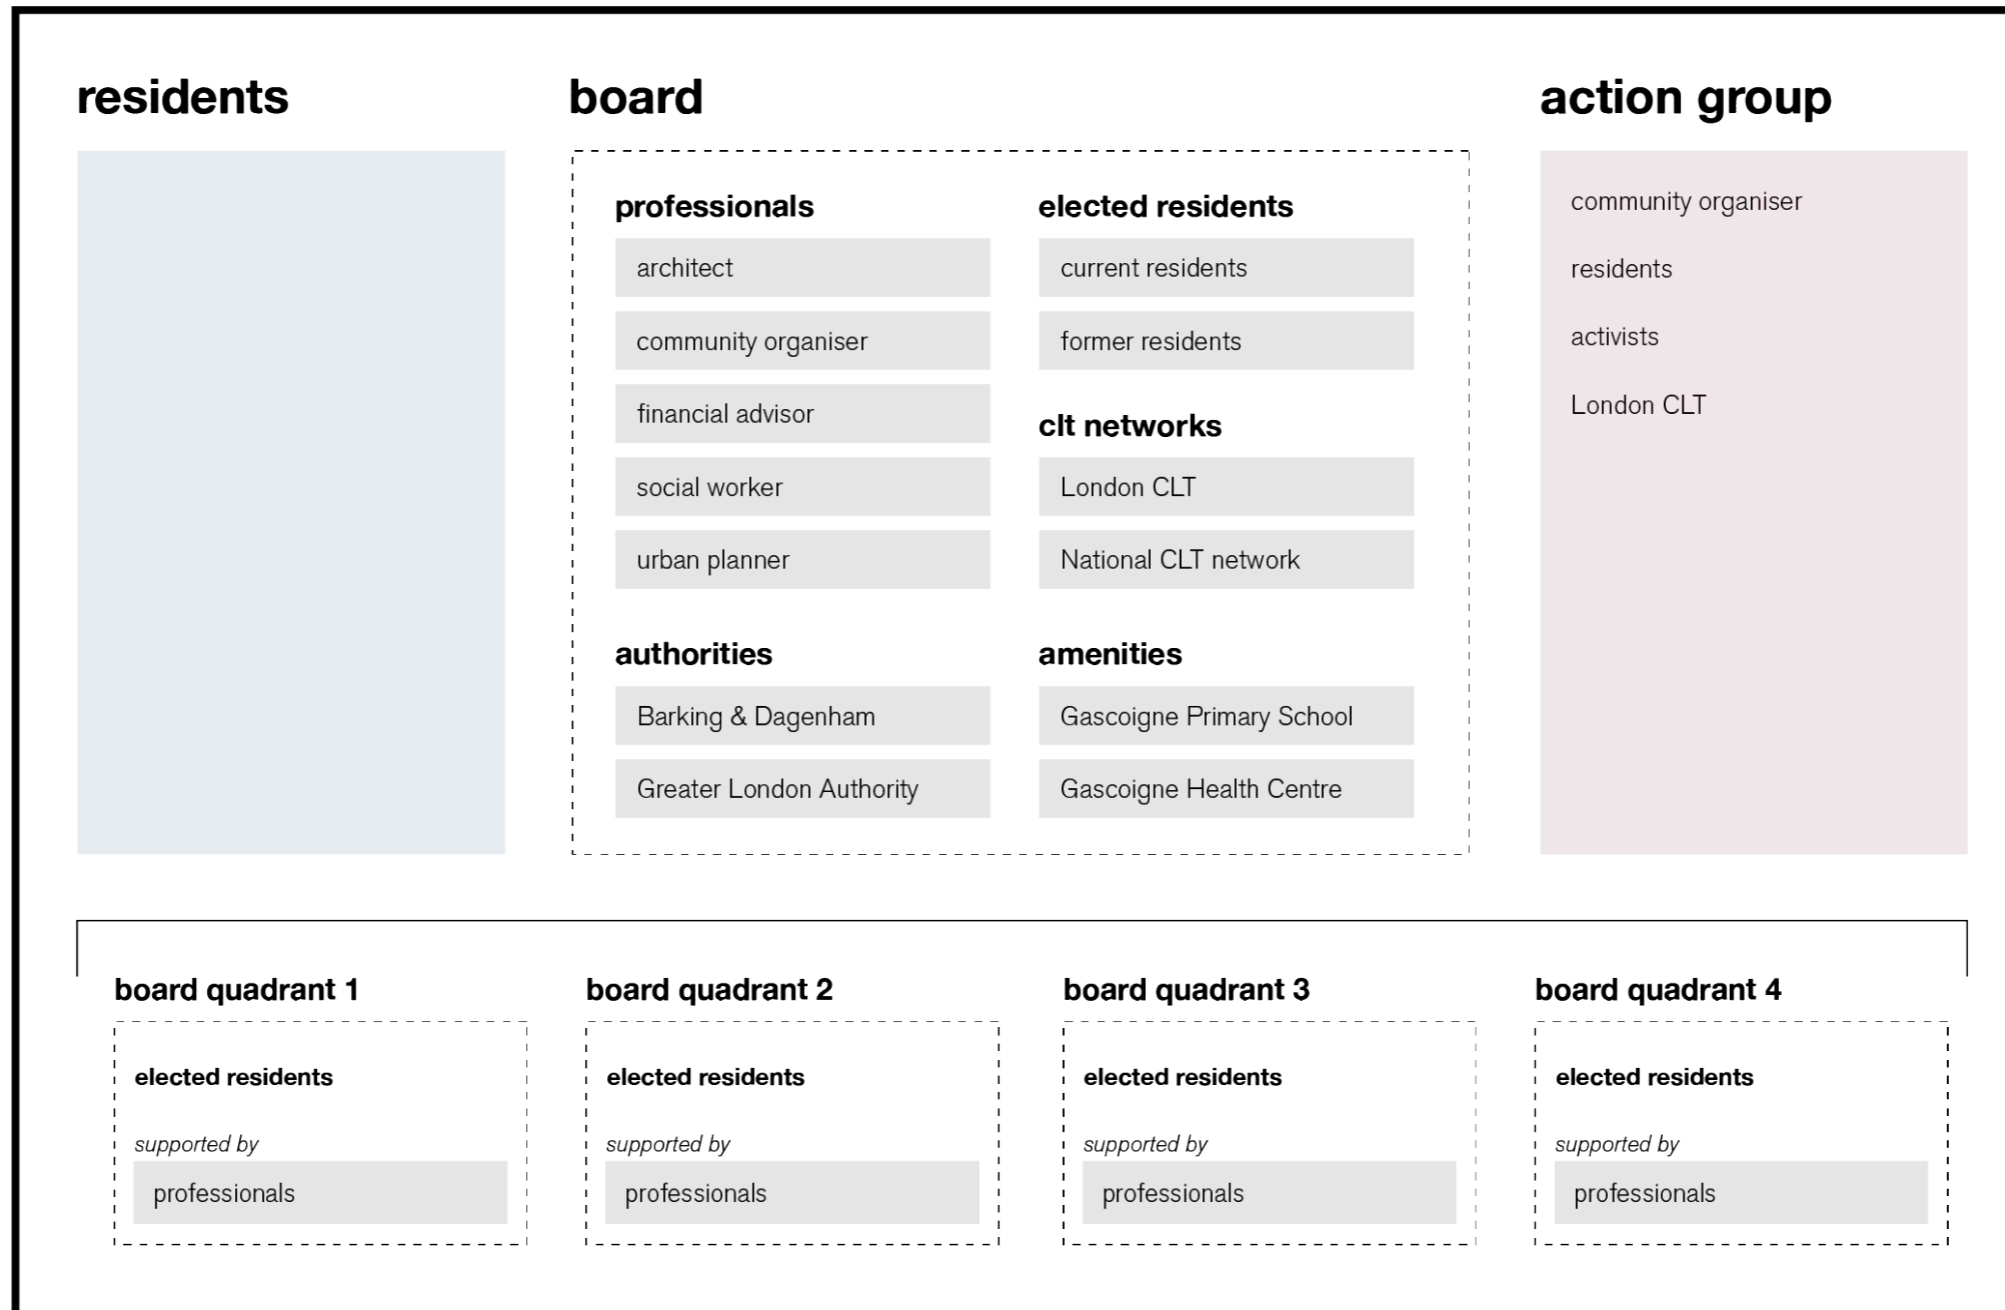 residents
board
professionals
architect
community organiser
financial advisor
social worker
urban planner
authorities
Barking & Dagenham
Greater London Authority
elected residents
current residents
former residents
clt networks
London CLT
National CLT network
amenities
Gascoigne Primary School
Gascoigne Health Centre
action group
community organiser
residents
activists
London CLT
board quadrant 1
elected residents
supported by
professionals
board quadrant 2
elected residents
supported by
professionals
board quadrant 3
elected residents
supported by
professionals
board quadrant 4
elected residents
supported by
professionals